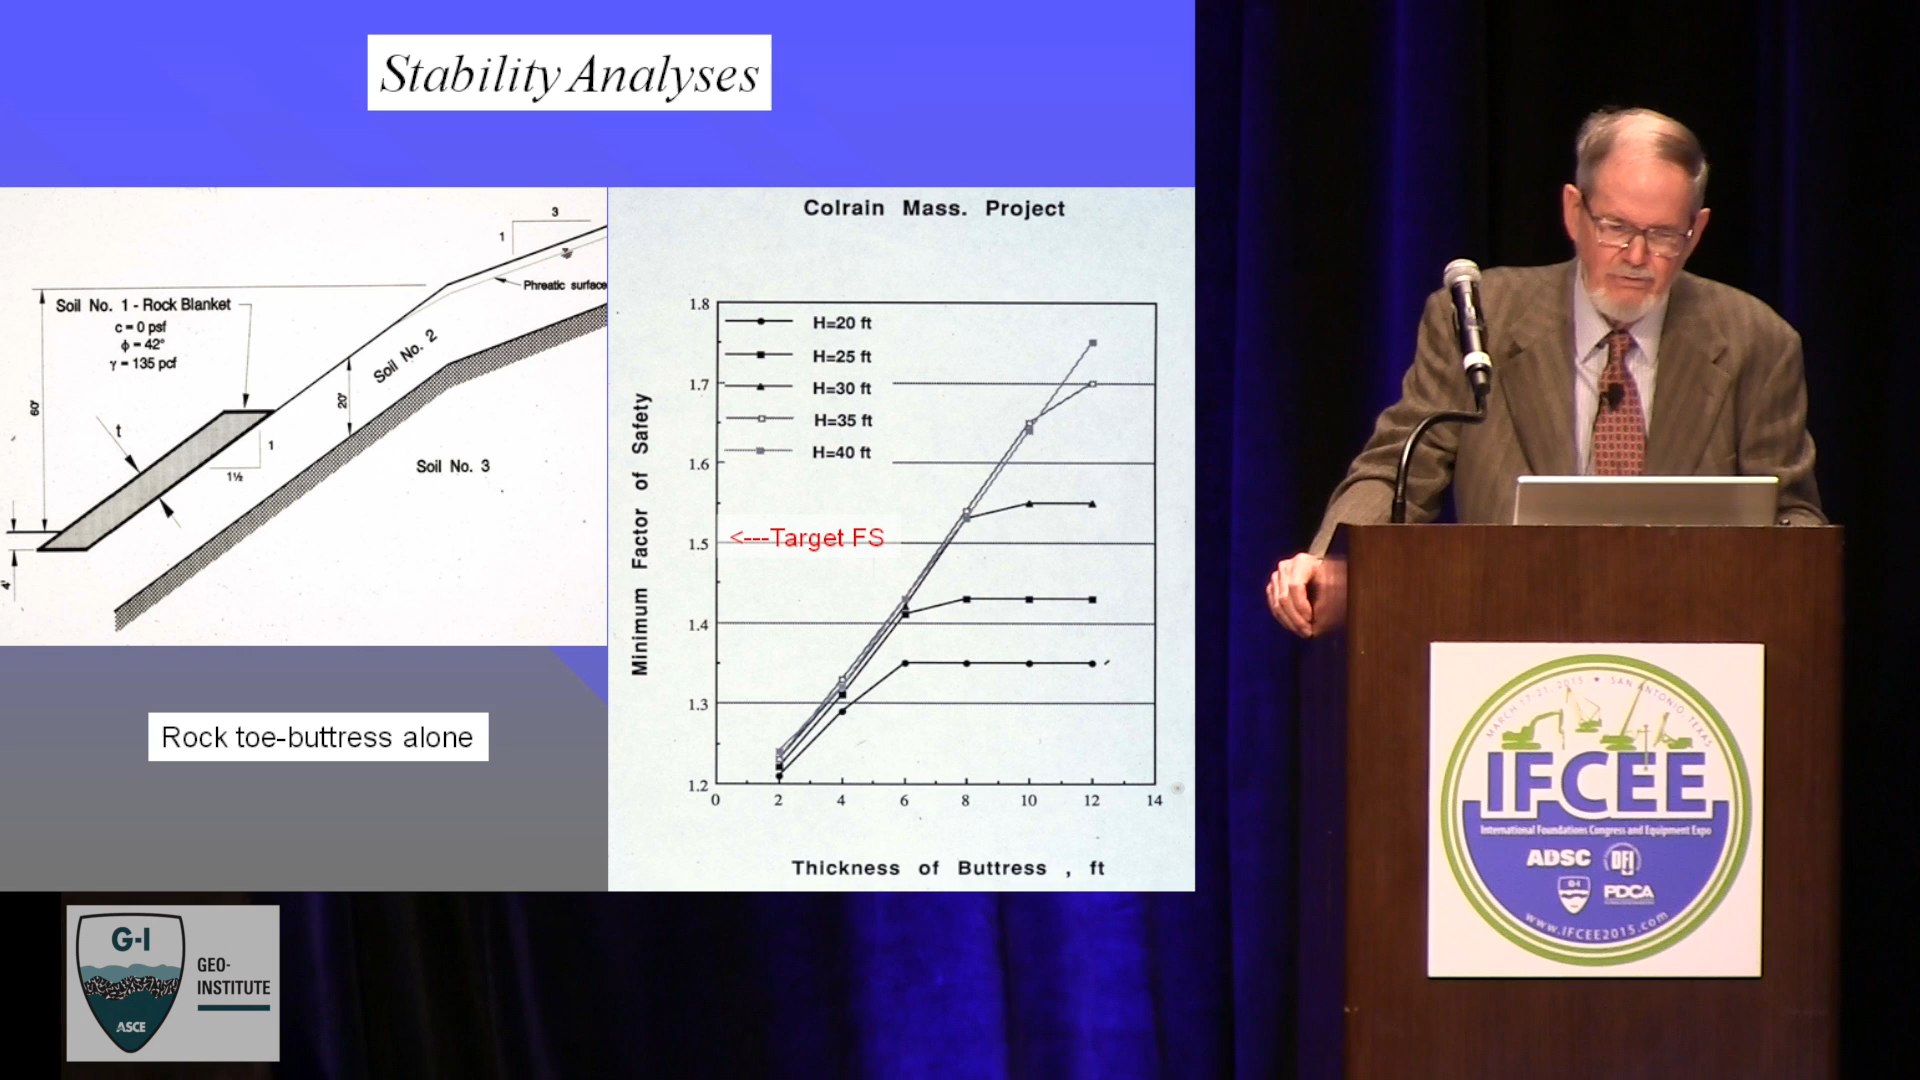 Stability Analyses
3
1
Phreatic surface
Soil No. 1 - Rock Blanket
c = 0 psf
ϕ = 42°
γ = 135 pcf
Soil No. 2
60'
20'
t
1
1½
Soil No. 3
4'
Rock toe-buttress alone
Colrain Mass. Project
1.8
H=20 ft
H=25 ft
H=30 ft
H=35 ft
H=40 ft
1.7
1.6
<---Target FS
1.5
1.4
1.3
1.2
0 2 4 6 8 10 12 14
Minimum Factor of Safety
Thickness of Buttress , ft
G-I
ASCE
GEO-
INSTITUTE
MARCH 17-21, 2015 ★ SAN ANTONIO, TEXAS
IFCEE
International Foundations Congress and Equipment Expo
ADSC DFI
G-I PDCA
www.IFCEE2015.com